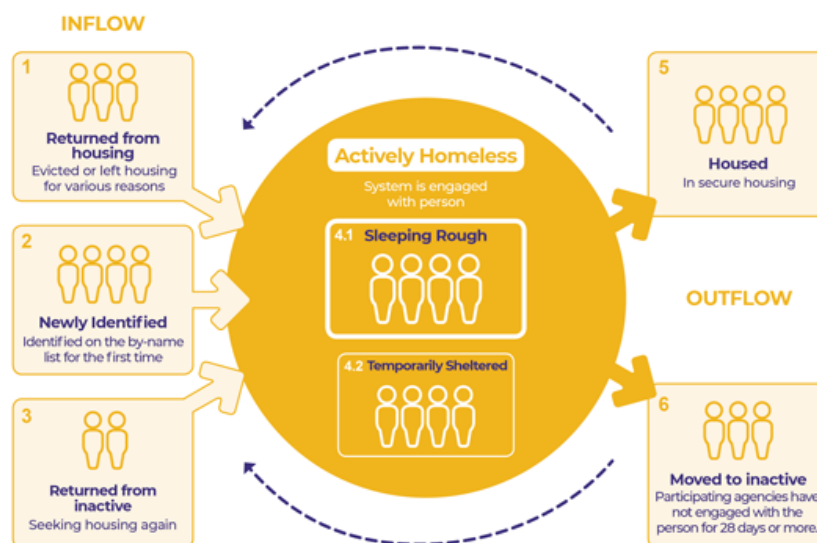 INFLOW
1
Returned from
housing
Evicted or left housing
for various reasons
2
Newly Identified
Identified on the by-name
list for the first time
3
Returned from
inactive
Seeking housing again
Actively Homeless
System is engaged
with person
4.1 Sleeping Rough
4.2 Temporarily Sheltered
5
Housed
In secure housing
OUTFLOW
6
Moved to inactive
Participating agencies have
not engaged with the
person for 28 days or more.